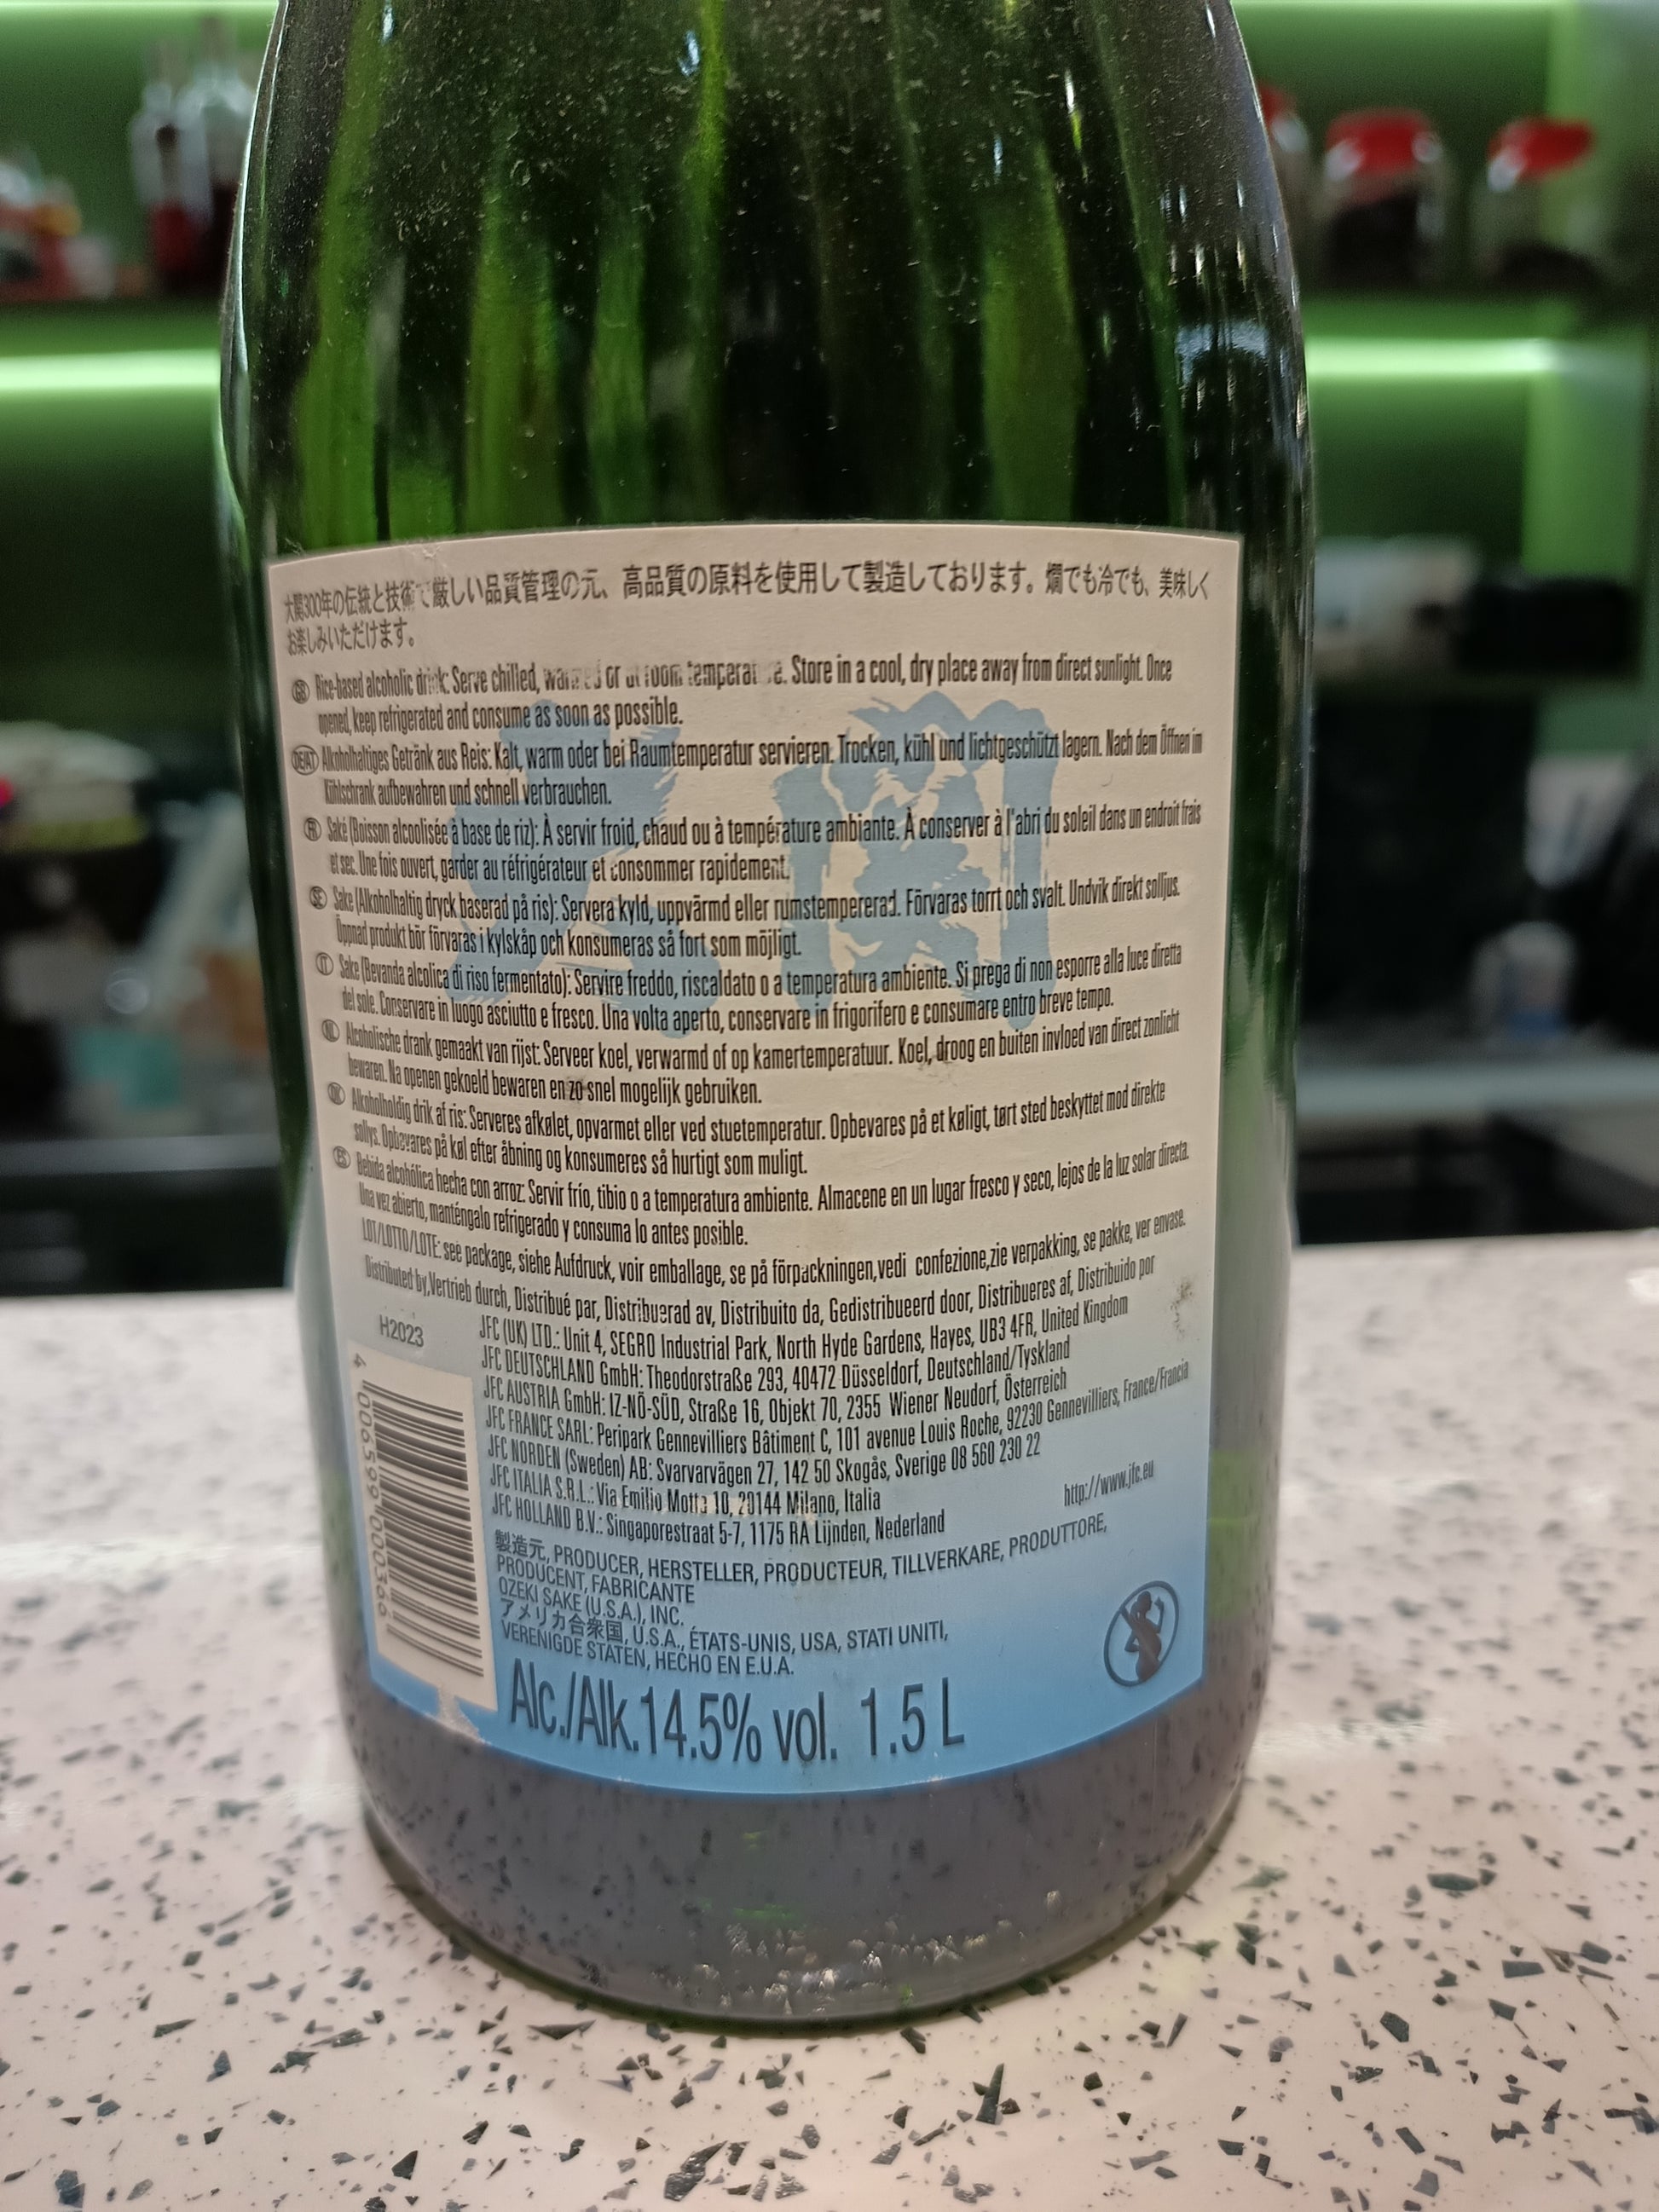 大関300年の伝統と技術で厳しい品質管理の元、高品質の原料を使用して製造しております。燗でも冷でも、美味しく
お楽しみいただけます。
GB Rice-based alcoholic drink: Serve chilled, warmed or at room temperature. Store in a cool, dry place away from direct sunlight. Once
opened, keep refrigerated and consume as soon as possible.
DE/AT Alkoholhaltiges Getränk aus Reis: Kalt, warm oder bei Raumtemperatur servieren. Trocken, kühl und lichtgeschützt lagern. Nach dem Öffnen im
Kühlschrank aufbewahren und schnell verbrauchen.
FR Saké (Boisson alcoolisée à base de riz): À servir froid, chaud ou à température ambiante. À conserver à l'abri du soleil dans un endroit frais
et sec. Une fois ouvert, garder au réfrigérateur et consommer rapidement.
SE Sake (Alkoholhaltig dryck baserad på ris): Servera kyld, uppvärmd eller rumstempererad. Förvaras torrt och svalt. Undvik direkt solljus.
Öppnad produkt bör förvaras i kylskåp och konsumeras så fort som möjligt.
IT Sake (Bevanda alcolica di riso fermentato): Servire freddo, riscaldato o a temperatura ambiente. Si prega di non esporre alla luce diretta
del sole. Conservare in luogo asciutto e fresco. Una volta aperto, conservare in frigorifero e consumare entro breve tempo.
NL Alcoholische drank gemaakt van rijst: Serveer koel, verwarmd of op kamertemperatuur. Koel, droog en buiten invloed van direct zonlicht
bewaren. Na openen gekoeld bewaren en zo snel mogelijk gebruiken.
DK Alkoholholdig drik af ris: Serveres afkølet, opvarmet eller ved stuetemperatur. Opbevares på et køligt, tørt sted beskyttet mod direkte
sollys. Opbevares på køl efter åbning og konsumeres så hurtigt som muligt.
ES Bebida alcohólica hecha con arroz: Servir frío, tibio o a temperatura ambiente. Almacene en un lugar fresco y seco, lejos de la luz solar directa.
Una vez abierto, manténgalo refrigerado y consuma lo antes posible.
LOT/LOTTO/LOTE: see package, siehe Aufdruck, voir emballage, se på förpackningen,vedi confezione,zie verpakking, se pakke, ver envase.
Distributed by,Vertrieb durch, Distribué par, Distribuerad av, Distribuito da, Gedistribueerd door, Distribueres af, Distribuido por
H2023
JFC (UK) LTD.: Unit 4, SEGRO Industrial Park, North Hyde Gardens, Hayes, UB3 4FR, United Kingdom
JFC DEUTSCHLAND GmbH: Theodorstraße 293, 40472 Düsseldorf, Deutschland/Tyskland
JFC AUSTRIA GmbH: IZ-NÖ-SÜD, Straße 16, Objekt 70, 2355 Wiener Neudorf, Österreich
JFC FRANCE SARL: Peripark Gennevilliers Bâtiment C, 101 avenue Louis Roche, 92230 Gennevilliers, France/Francia
JFC NORDEN (Sweden) AB: Svarvarvägen 27, 142 50 Skogås, Sverige 08 560 230 22
JFC ITALIA S.R.L.: Via Emilio Motta 10, 20144 Milano, Italia
JFC HOLLAND B.V.: Singaporestraat 5-7, 1175 RA Lijnden, Nederland
http://www.jfc.eu
製造元, PRODUCER, HERSTELLER, PRODUCTEUR, TILLVERKARE, PRODUTTORE,
PRODUCENT, FABRICANTE
OZEKI SAKE (U.S.A.), INC.
アメリカ合衆国, U.S.A., ÉTATS-UNIS, USA, STATI UNITI,
VERENIGDE STATEN, HECHO EN E.U.A.
Alc./Alk.14.5% vol. 1.5 L
4 006599 000366
大関